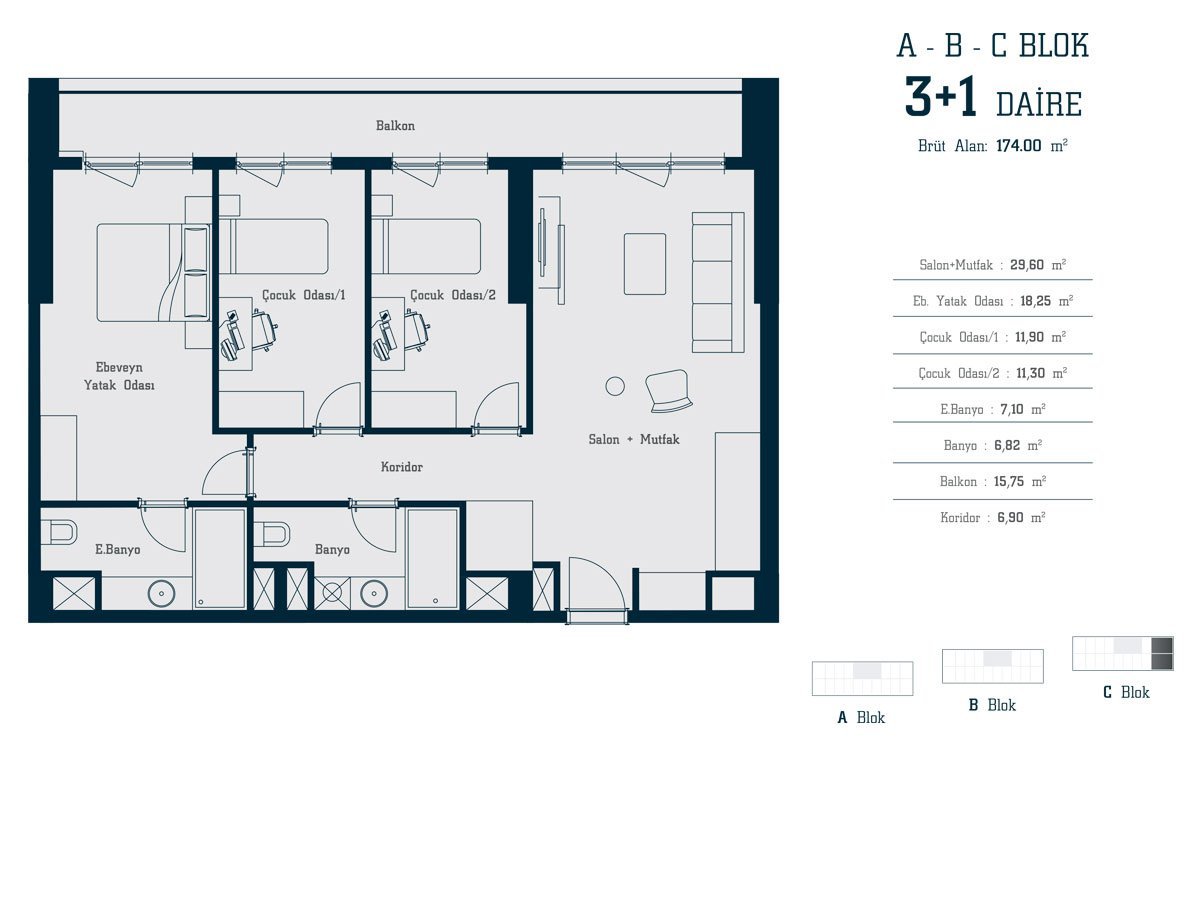 A - B - C BLOK
3+1 DAİRE
Brüt Alan: 174.00 m²
Salon+Mutfak : 29,60 m²
Eb. Yatak Odası : 18,25 m²
Çocuk Odası/1 : 11,90 m²
Çocuk Odası/2 : 11,30 m²
E.Banyo : 7,10 m²
Banyo : 6,82 m²
Balkon : 15,75 m²
Koridor : 6,90 m²
Balkon
Çocuk Odası/1
Çocuk Odası/2
Ebeveyn
Yatak Odası
Salon + Mutfak
Koridor
E.Banyo
Banyo
A Blok
B Blok
C Blok